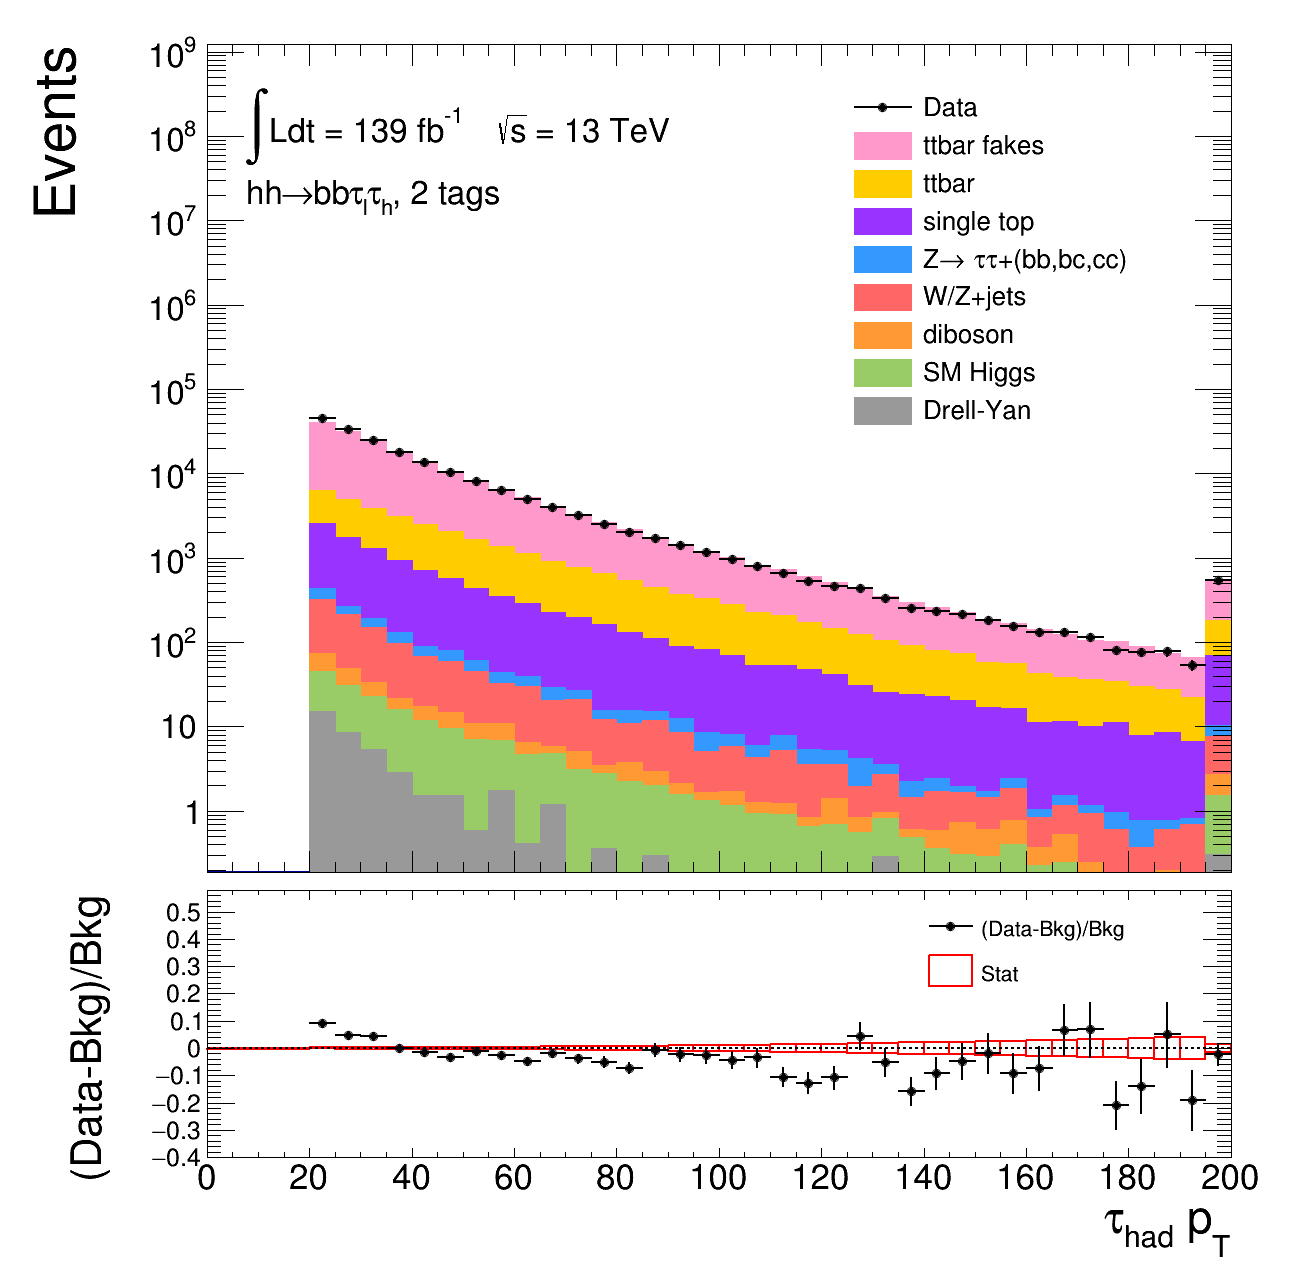 Events
10^9
10^8
10^7
10^6
10^5
10^4
10^3
10^2
10
1
∫Ldt = 139 fb^-1 √s = 13 TeV
hh→bbτ_lτ_h, 2 tags
Data
ttbar fakes
ttbar
single top
Z→ ττ+(bb,bc,cc)
W/Z+jets
diboson
SM Higgs
Drell-Yan
(Data-Bkg)/Bkg
0.5
0.4
0.3
0.2
0.1
0
−0.1
−0.2
−0.3
−0.4
(Data-Bkg)/Bkg
Stat
0 20 40 60 80 100 120 140 160 180 200
τ_had p_T